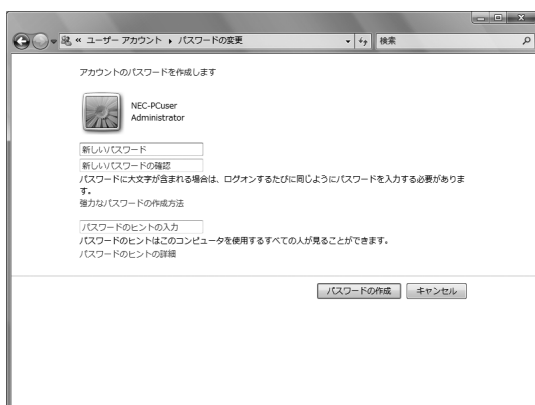 « ユーザー アカウント ▸ パスワードの変更
検索
アカウントのパスワードを作成します
NEC-PCuser
Administrator
新しいパスワード
新しいパスワードの確認
パスワードに大文字が含まれる場合は、ログオンするたびに同じようにパスワードを入力する必要がありま
す。
強力なパスワードの作成方法
パスワードのヒントの入力
パスワードのヒントはこのコンピュータを使用するすべての人が見ることができます。
パスワードのヒントの詳細
パスワードの作成
キャンセル